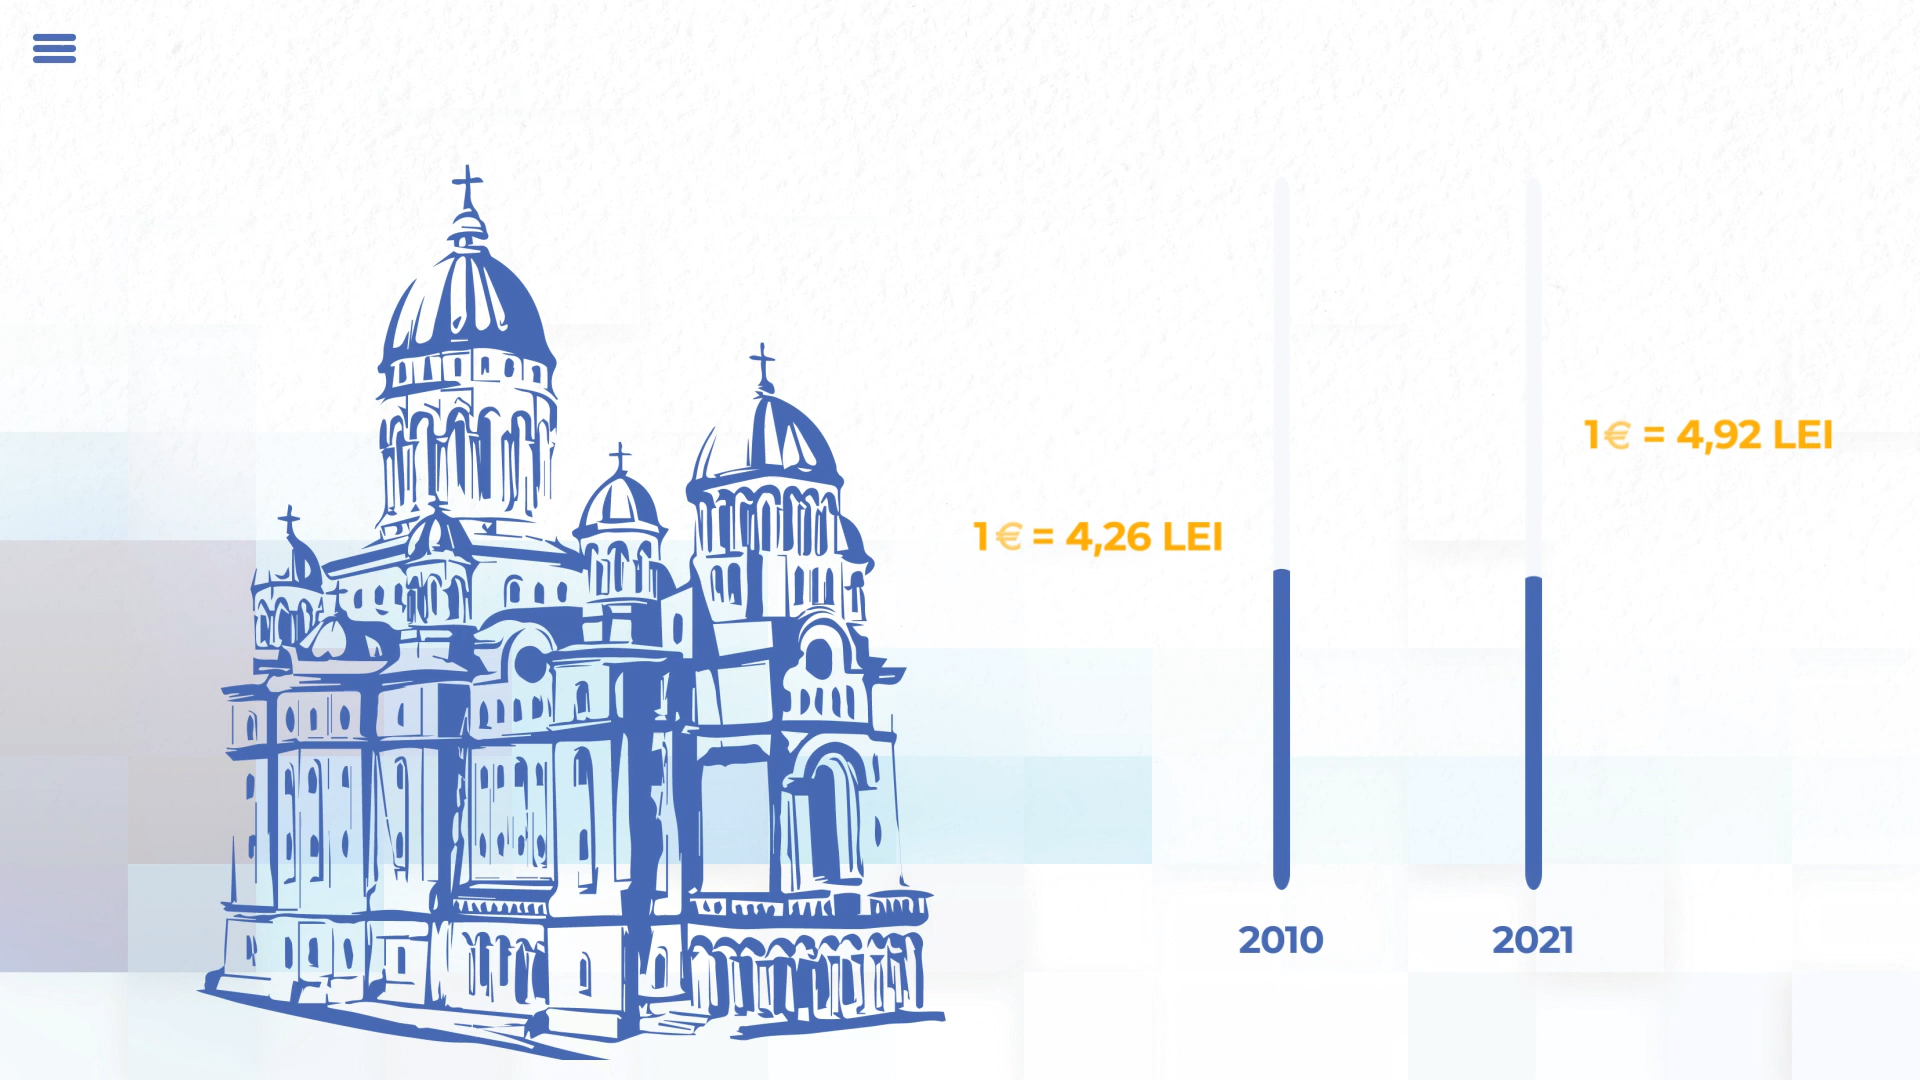 1€ = 4,92 LEI
1€ = 4,26 LEI
2010
2021